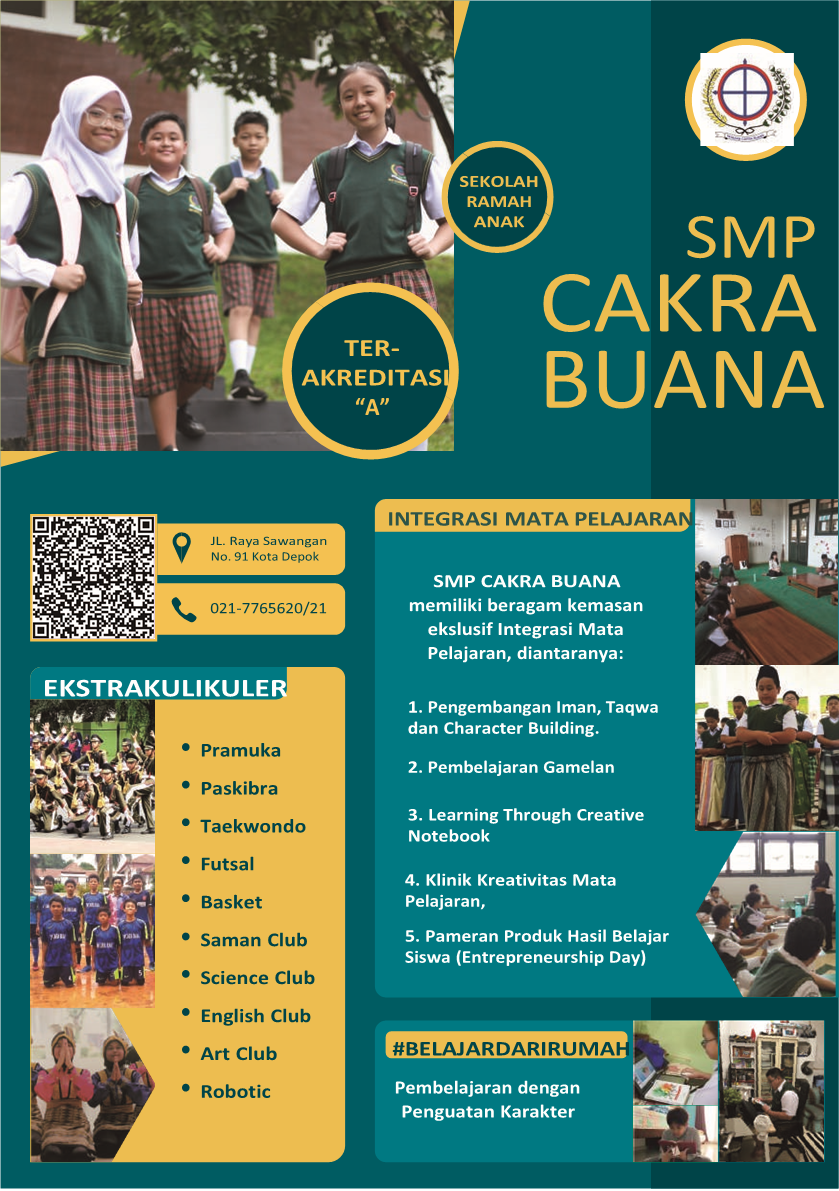 SEKOLAH
RAMAH
ANAK
SMP
CAKRA
BUANA
TER-
AKREDITASI
“A”
JL. Raya Sawangan
No. 91 Kota Depok
021-7765620/21
EKSTRAKULIKULER
• Pramuka
• Paskibra
• Taekwondo
• Futsal
• Basket
• Saman Club
• Science Club
• English Club
• Art Club
• Robotic
INTEGRASI MATA PELAJARAN
SMP CAKRA BUANA
memiliki beragam kemasan
ekslusif Integrasi Mata
Pelajaran, diantaranya:
1. Pengembangan Iman, Taqwa
dan Character Building.
2. Pembelajaran Gamelan
3. Learning Through Creative
Notebook
4. Klinik Kreativitas Mata
Pelajaran,
5. Pameran Produk Hasil Belajar
Siswa (Entrepreneurship Day)
#BELAJARDARIRUMAH
Pembelajaran dengan
Penguatan Karakter